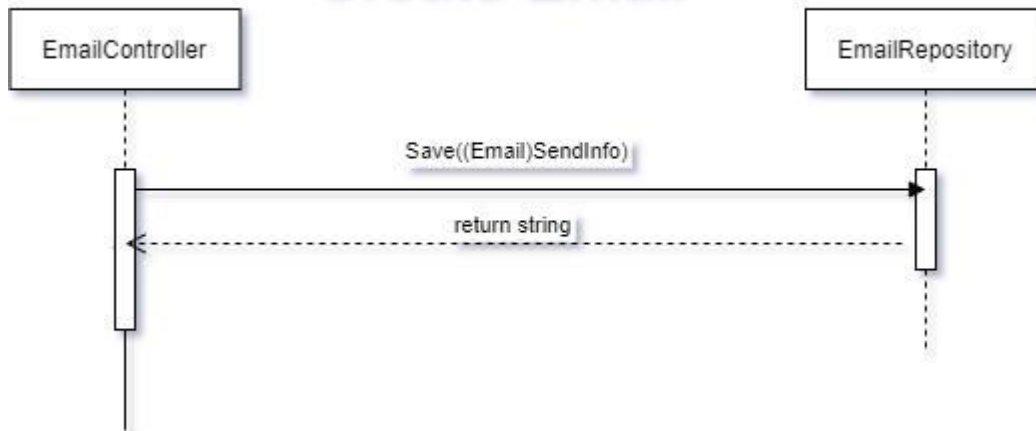 EmailController
EmailRepository
Save((Email)SendInfo)
return string